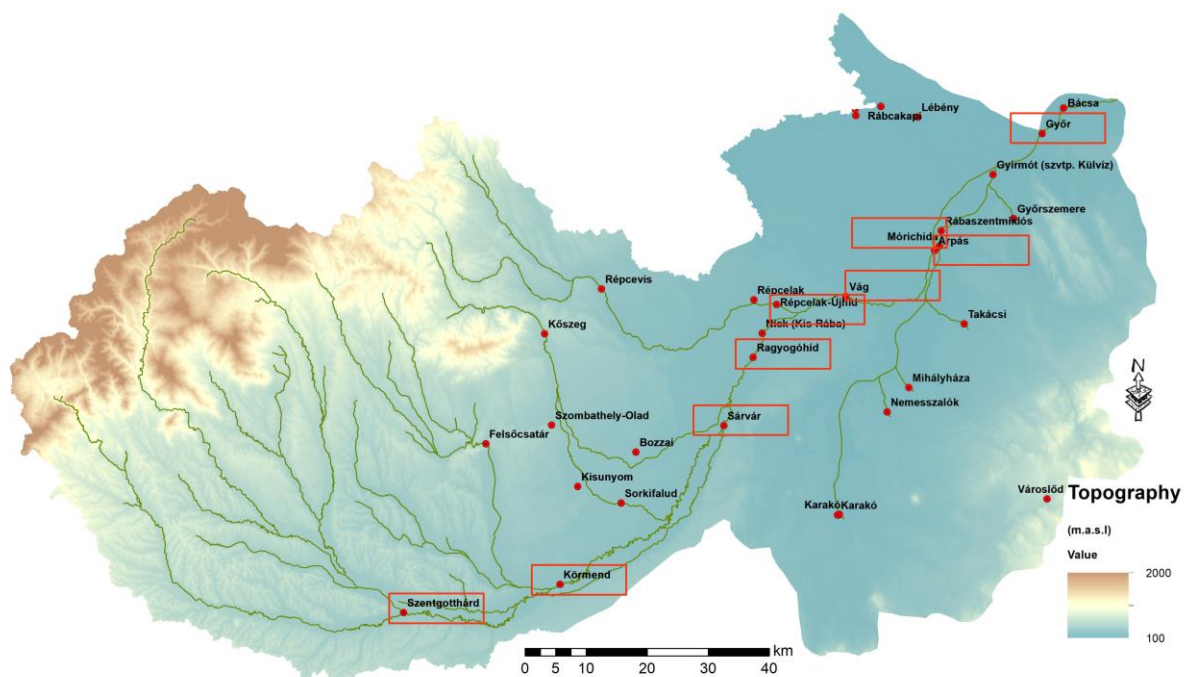 Bácsa
Lébény
Rábcakapi
Győr
Gyirmót (szvtp. Külvíz)
Győrszemere
Rábaszentmiklós
Mórichida
Árpás
Répcevis
Vág
Répcelak
Répcelak-Újhíd
Takácsi
Kőszeg
Nick (Kis-Rába)
Ragyogóhíd
Mihályháza
Nemesszalók
Szombathely-Olad
Sárvár
Felsőcsatár
Bozzai
Kisunyom
Sorkifalud
Karakó Karakó
Városlőd
Körmend
Szentgotthárd
N
Topography
(m.a.s.l)
Value
2000
100
km
0 5 10 20 30 40